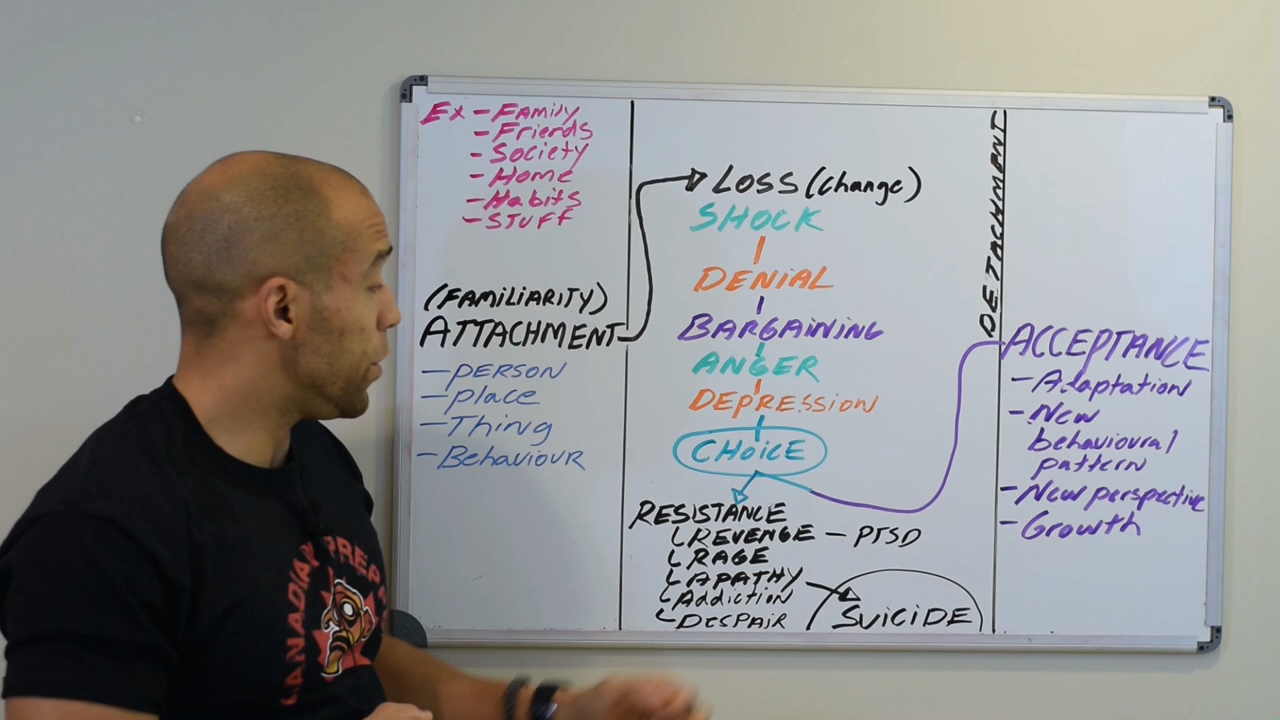 Ex - Family
- Friends
- Society
- Home
- Habits
- STUFF
(FAMILIARITY)
ATTACHMENT
- PERSON
- place
- Thing
- BehaviouR
LOSS (change)
SHOCK
DENIAL
BARGAINING
ANGER
DEPRESSION
CHOICE
RESISTANCE
REVENGE - PTSD
RAGE
APATHY
Addiction
DESPAIR
SUICIDE
DETACHMENT
ACCEPTANCE
- Adaptation
- New
behavioural
pattern
- New perspective
- Growth
CANADIAN PREP